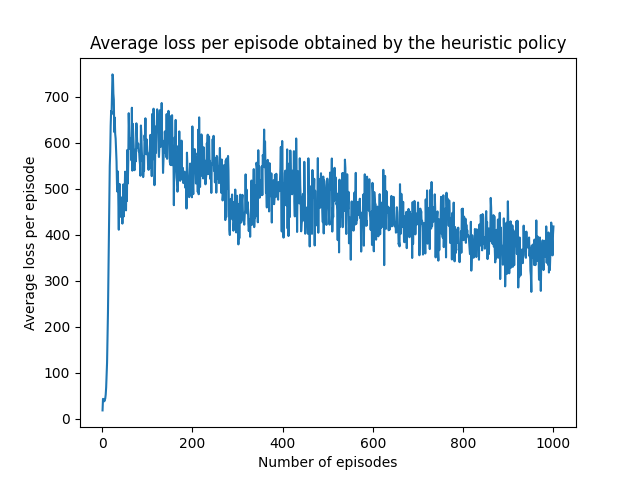 Average loss per episode obtained by the heuristic policy
Average loss per episode
700
600
500
400
300
200
100
0
0 200 400 600 800 1000
Number of episodes